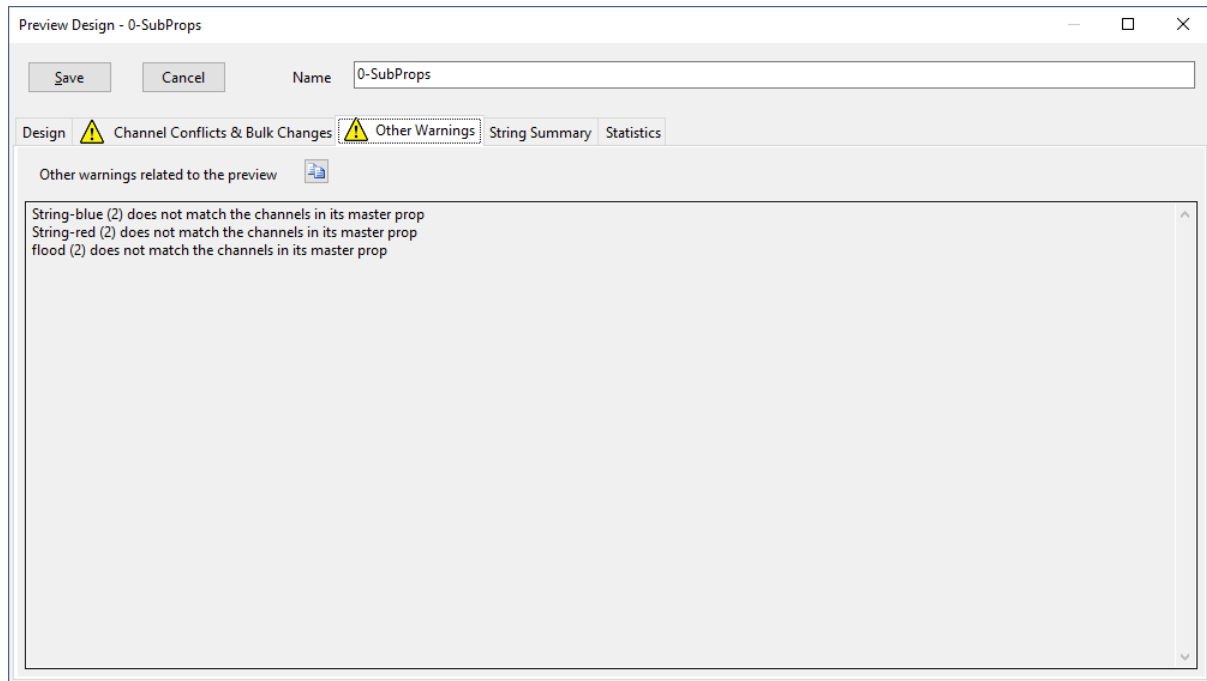 Preview Design - 0-SubProps
Save Cancel Name 0-SubProps
Design Channel Conflicts & Bulk Changes Other Warnings String Summary Statistics
Other warnings related to the preview
String-blue (2) does not match the channels in its master prop
String-red (2) does not match the channels in its master prop
flood (2) does not match the channels in its master prop